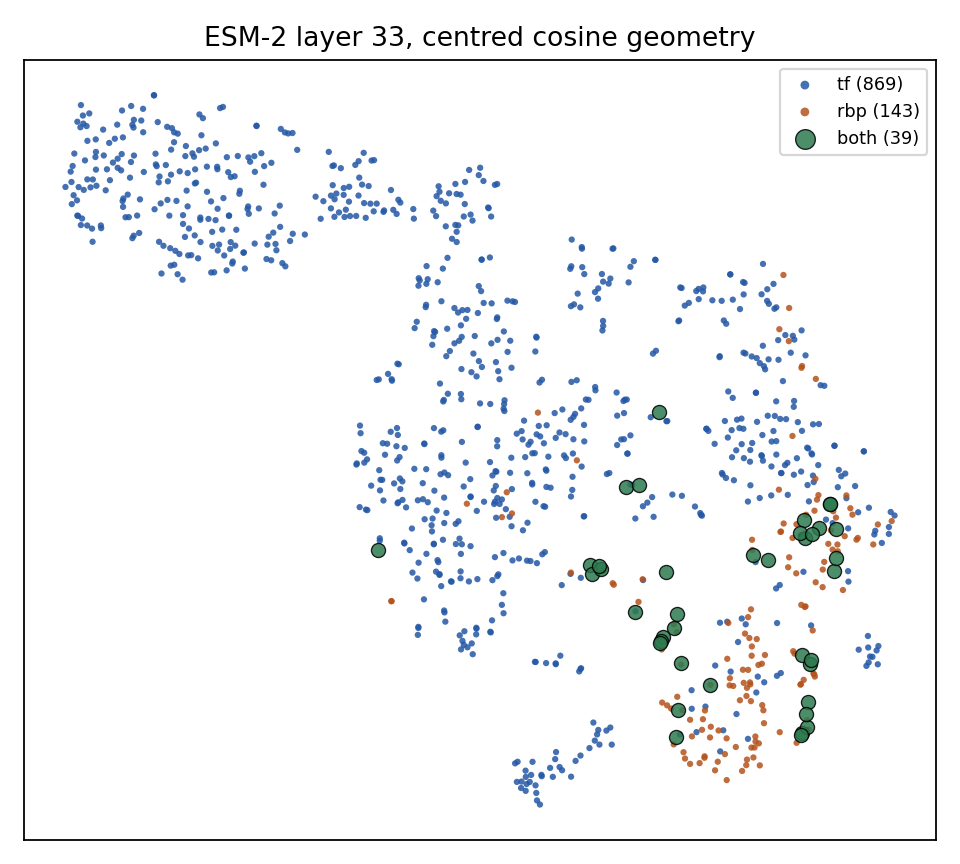 ESM-2 layer 33, centred cosine geometry
tf (869)
rbp (143)
both (39)